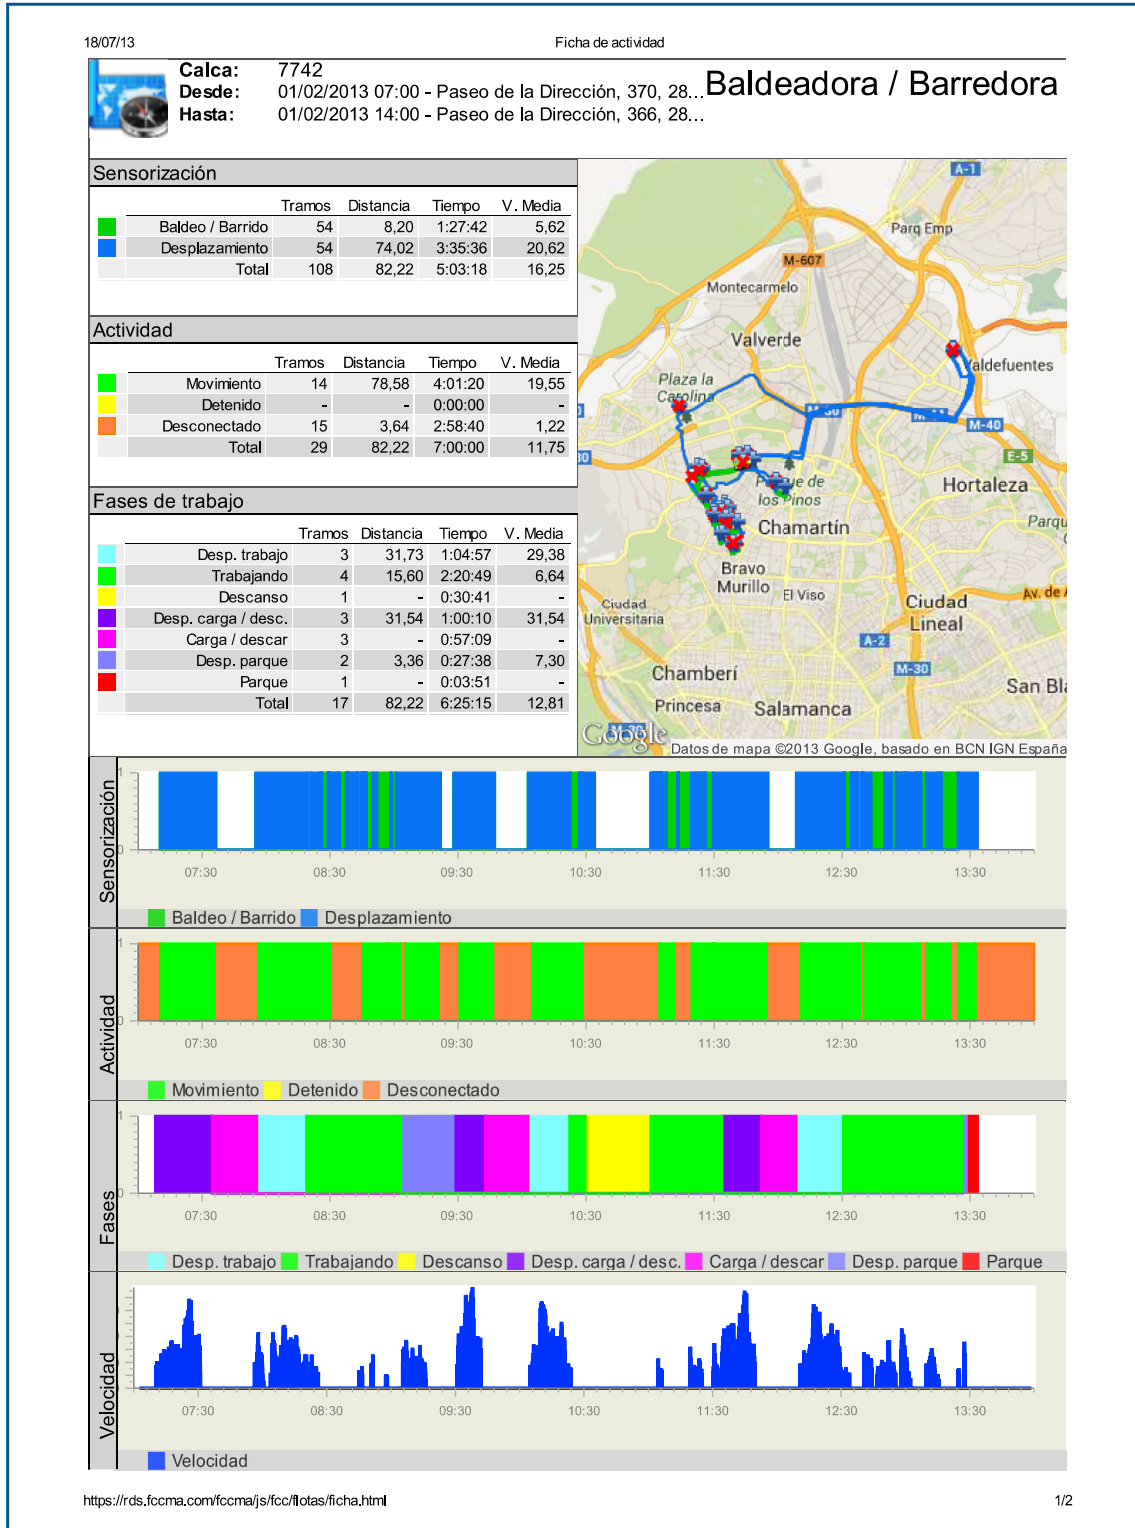 18/07/13 Ficha de actividad
Calca: 7742
Desde: 01/02/2013 07:00 - Paseo de la Dirección, 370, 28...
Hasta: 01/02/2013 14:00 - Paseo de la Dirección, 366, 28...
Baldeadora / Barredora
Sensorización
Tramos Distancia Tiempo V. Media
Baldeo / Barrido 54 8,20 1:27:42 5,62
Desplazamiento 54 74,02 3:35:36 20,62
Total 108 82,22 5:03:18 16,25
Actividad
Tramos Distancia Tiempo V. Media
Movimiento 14 78,58 4:01:20 19,55
Detenido - - 0:00:00 -
Desconectado 15 3,64 2:58:40 1,22
Total 29 82,22 7:00:00 11,75
Fases de trabajo
Tramos Distancia Tiempo V. Media
Desp. trabajo 3 31,73 1:04:57 29,38
Trabajando 4 15,60 2:20:49 6,64
Descanso 1 - 0:30:41 -
Desp. carga / desc. 3 31,54 1:00:10 31,54
Carga / descar 3 - 0:57:09 -
Desp. parque 2 3,36 0:27:38 7,30
Parque 1 - 0:03:51 -
Total 17 82,22 6:25:15 12,81
A-1
Parq Emp
M-607
Montecarmelo
Valverde
Valdefuentes
Plaza la
Carolina
M-30
M-40
E-5
Hortaleza
de
los Pinos
Chamartín
Parqu
Bravo
Murillo
El Viso
Ciudad
Universitaria
Ciudad
Lineal
Av. de
A-2
M-30
Chamberí
San Bla
Princesa
Salamanca
M-30
Google
Datos de mapa ©2013 Google, basado en BCN IGN España
Sensorización
1
0
07:30 08:30 09:30 10:30 11:30 12:30 13:30
Baldeo / Barrido Desplazamiento
Actividad
1
0
07:30 08:30 09:30 10:30 11:30 12:30 13:30
Movimiento Detenido Desconectado
Fases
1
0
07:30 08:30 09:30 10:30 11:30 12:30 13:30
Desp. trabajo Trabajando Descanso Desp. carga / desc. Carga / descar Desp. parque Parque
Velocidad
07:30 08:30 09:30 10:30 11:30 12:30 13:30
Velocidad
https://rds.fccma.com/fccma/js/fcc/flotas/ficha.html 1/2